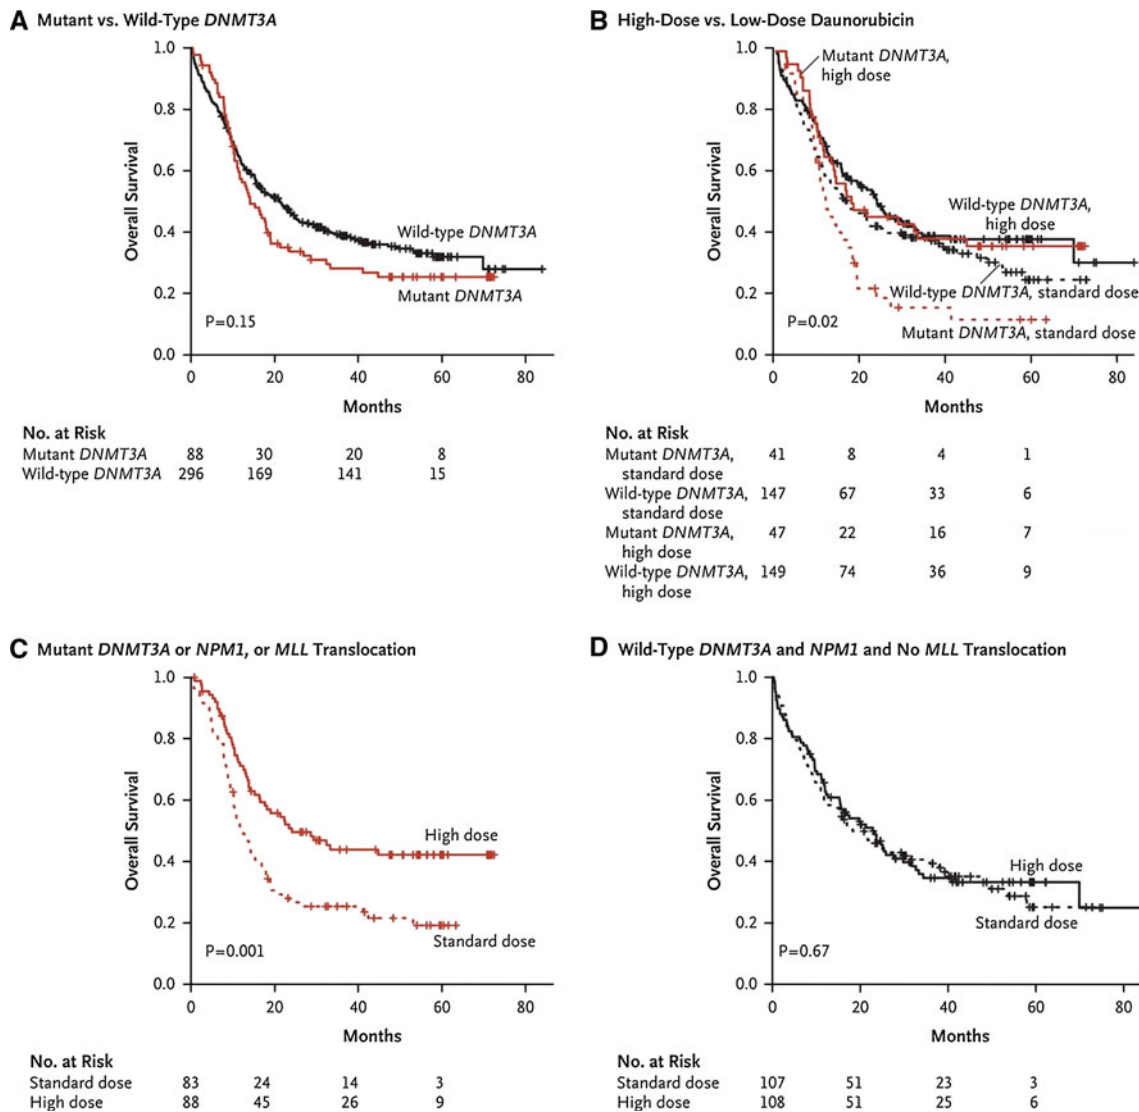 A Mutant vs. Wild-Type DNMT3A
1.0
0.8
0.6
0.4
0.2
0.0
Overall Survival
Wild-type DNMT3A
Mutant DNMT3A
P=0.15
0 20 40 60 80
Months
No. at Risk
Mutant DNMT3A 88 30 20 8
Wild-type DNMT3A 296 169 141 15
B High-Dose vs. Low-Dose Daunorubicin
1.0
0.8
0.6
0.4
0.2
0.0
Overall Survival
Mutant DNMT3A,
high dose
Wild-type DNMT3A,
high dose
Wild-type DNMT3A, standard dose
P=0.02
Mutant DNMT3A, standard dose
0 20 40 60 80
Months
No. at Risk
Mutant DNMT3A, 41 8 4 1
standard dose
Wild-type DNMT3A, 147 67 33 6
standard dose
Mutant DNMT3A, 47 22 16 7
high dose
Wild-type DNMT3A, 149 74 36 9
high dose
C Mutant DNMT3A or NPM1, or MLL Translocation
1.0
0.8
0.6
0.4
0.2
0.0
Overall Survival
High dose
Standard dose
P=0.001
0 20 40 60 80
Months
No. at Risk
Standard dose 83 24 14 3
High dose 88 45 26 9
D Wild-Type DNMT3A and NPM1 and No MLL Translocation
1.0
0.8
0.6
0.4
0.2
0.0
Overall Survival
High dose
Standard dose
P=0.67
0 20 40 60 80
Months
No. at Risk
Standard dose 107 51 23 3
High dose 108 51 25 6